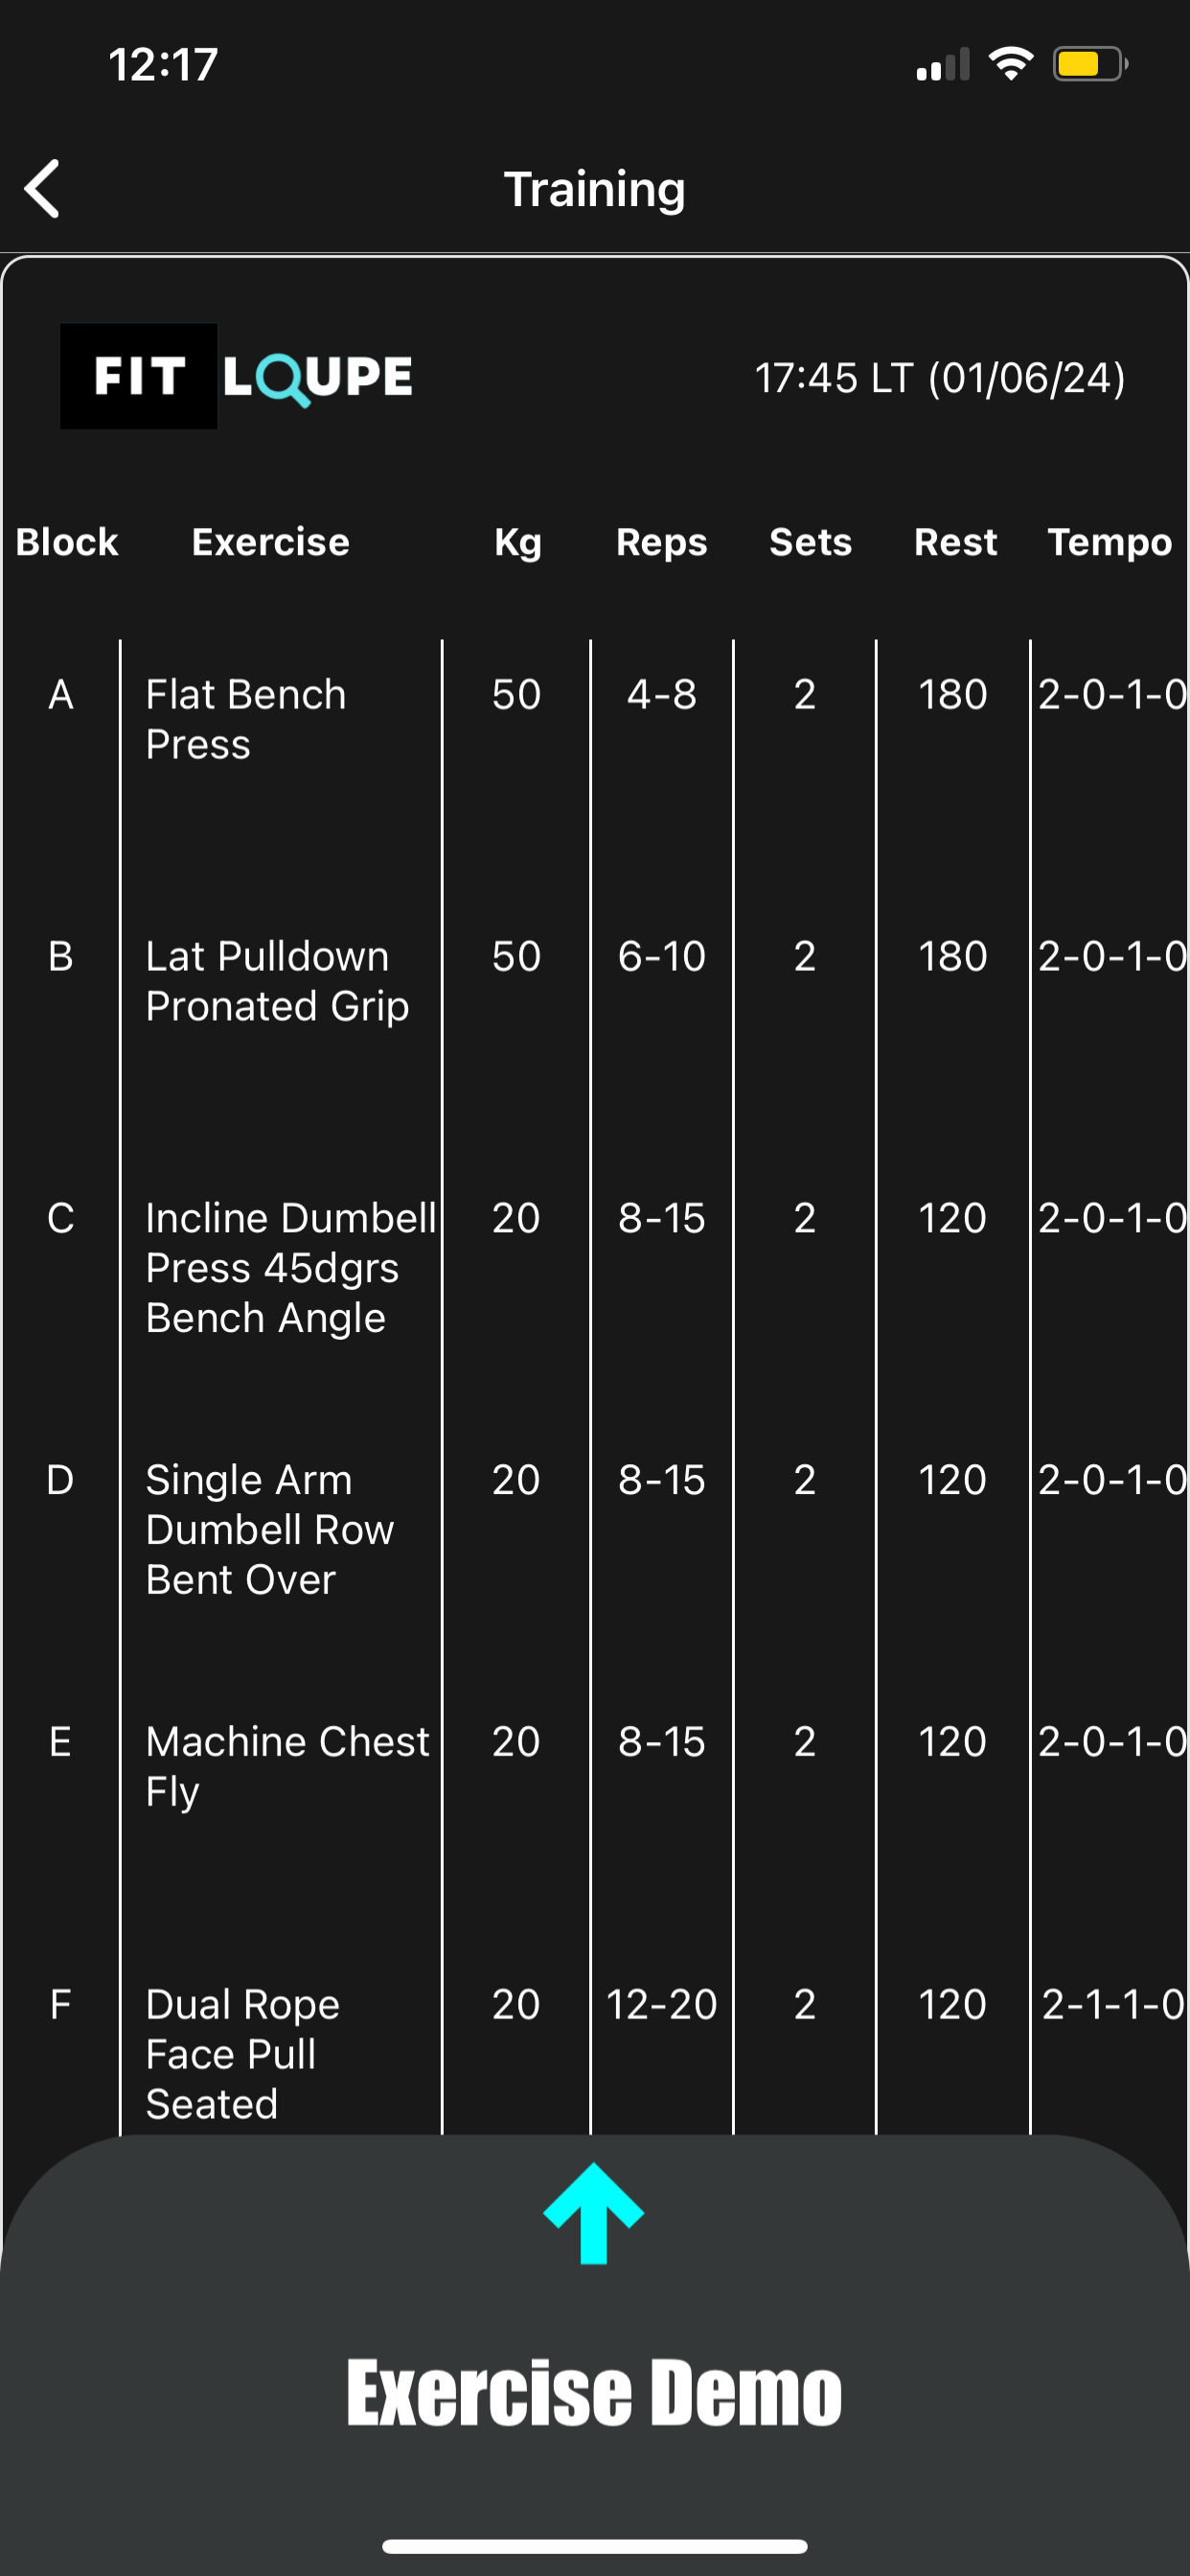 12:17
Training
FIT LOUPE 17:45 LT (01/06/24)
Block Exercise Kg Reps Sets Rest Tempo
A Flat Bench 50 4-8 2 180 2-0-1-0
Press
B Lat Pulldown 50 6-10 2 180 2-0-1-0
Pronated Grip
C Incline Dumbell 20 8-15 2 120 2-0-1-0
Press 45dgrs
Bench Angle
D Single Arm 20 8-15 2 120 2-0-1-0
Dumbell Row
Bent Over
E Machine Chest 20 8-15 2 120 2-0-1-0
Fly
F Dual Rope 20 12-20 2 120 2-1-1-0
Face Pull
Seated
Exercise Demo